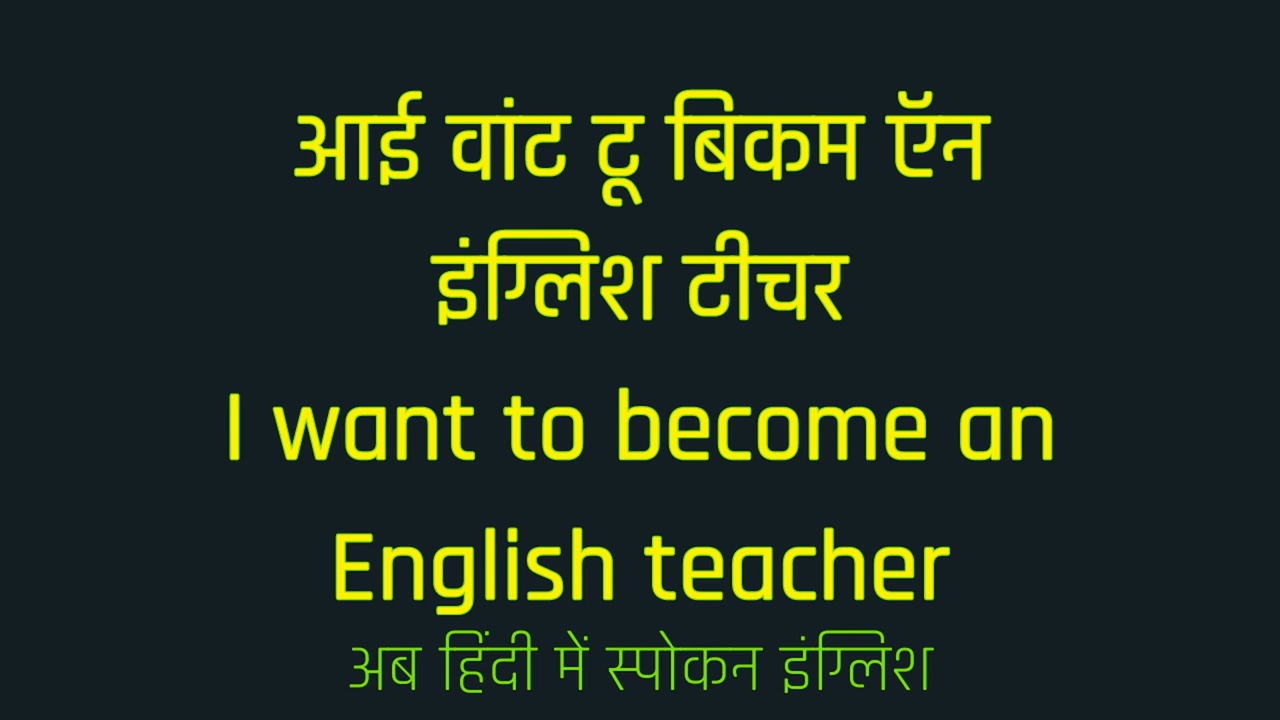 आई वांट टू बिकम ऍन
इंग्लिश टीचर
I want to become an
English teacher
अब हिंदी में स्पोकन इंग्लिश